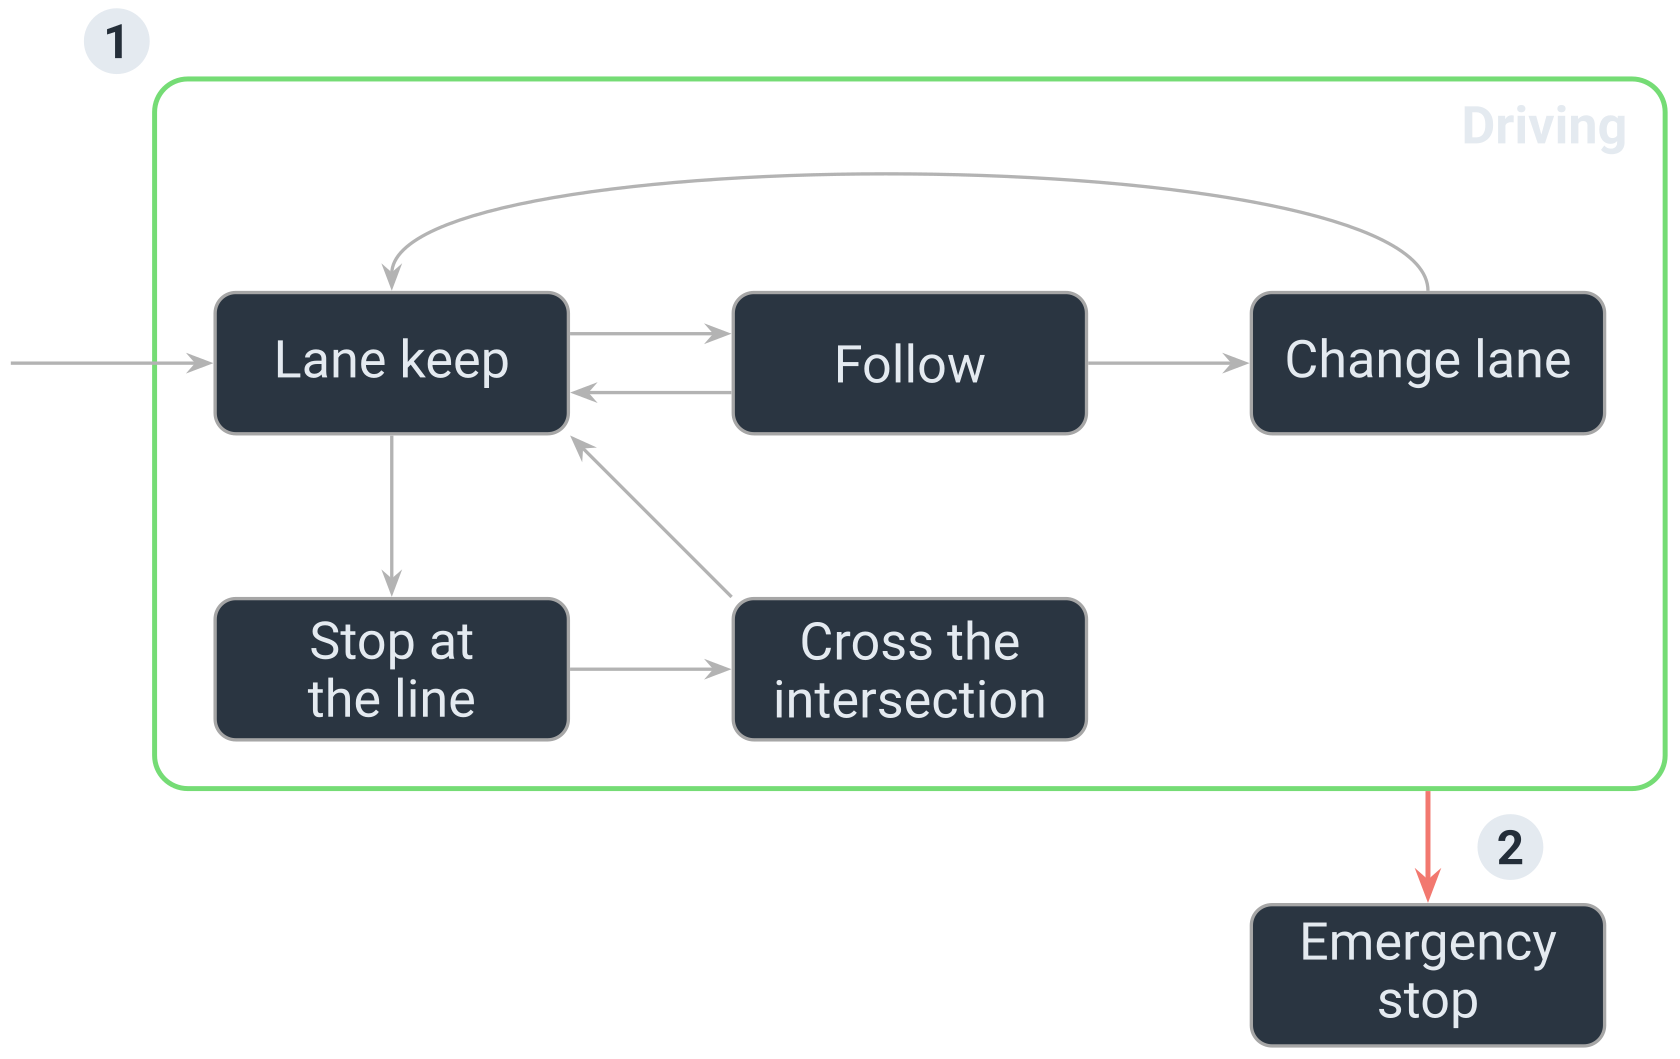 1
Driving
Lane keep
Follow
Change lane
Stop at
the line
Cross the
intersection
2
Emergency
stop